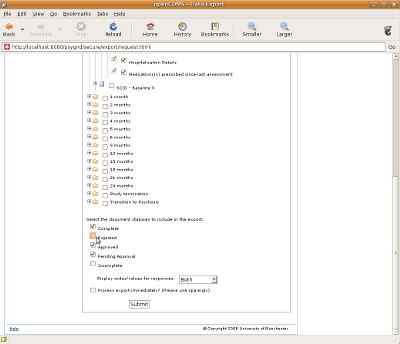 openCDMS - Data Export
File Edit View Go Bookmarks Tabs Help
Back Forward Stop Reload Home History Bookmarks Smaller Larger
http://localhost:8080/psygrid/secure/export/request.html Go
Hospitalisation Details
Medications(s) prescribed since last assessment
SCID - Baseline II
1 month
2 months
3 months
4 months
5 months
6 months
9 months
12 months
15 months
18 months
21 months
24 months
Study termination
Transition to Psychosis
Select the document statuses to include in the export:
Complete
Rejected
Approved
Pending Approval
Incomplete
Display codes/values for responses: Both
Process export immediately? (Please use sparingly)
Submit
Help © Copyright 2008 University of Manchester